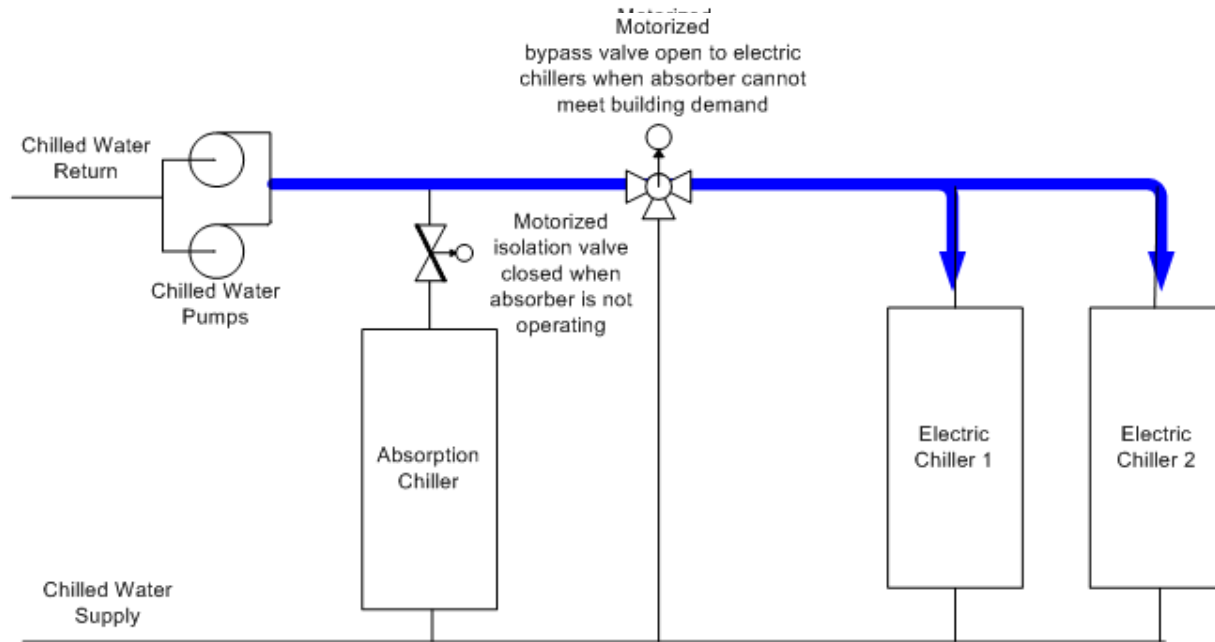 Motorized
Motorized
bypass valve open to electric
chillers when absorber cannot
meet building demand
Chilled Water
Return
Motorized
isolation valve
closed when
absorber is not
operating
Chilled Water
Pumps
Absorption
Chiller
Electric
Chiller 1
Electric
Chiller 2
Chilled Water
Supply